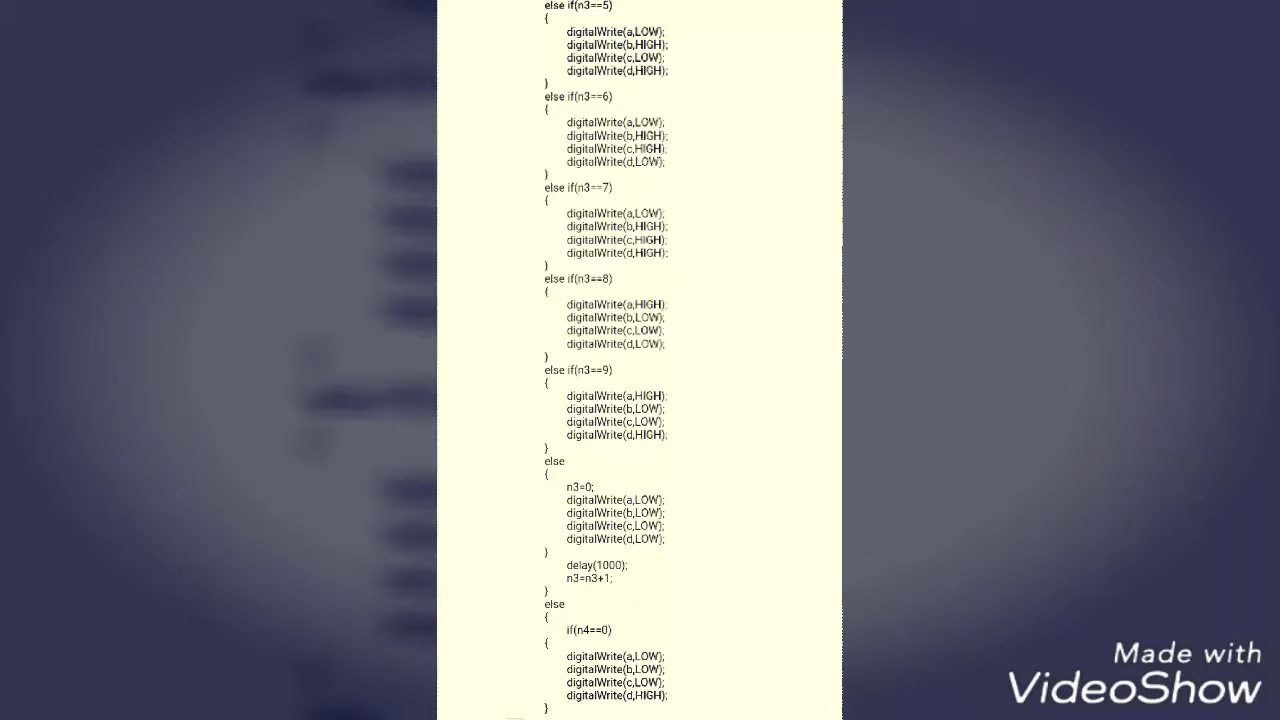 else if(n3==5)
{
digitalWrite(a,LOW);
digitalWrite(b,HIGH);
digitalWrite(c,LOW);
digitalWrite(d,HIGH);
}
else if(n3==6)
{
digitalWrite(a,LOW);
digitalWrite(b,HIGH);
digitalWrite(c,HIGH);
digitalWrite(d,LOW);
}
else if(n3==7)
{
digitalWrite(a,LOW);
digitalWrite(b,HIGH);
digitalWrite(c,HIGH);
digitalWrite(d,HIGH);
}
else if(n3==8)
{
digitalWrite(a,HIGH);
digitalWrite(b,LOW);
digitalWrite(c,LOW);
digitalWrite(d,LOW);
}
else if(n3==9)
{
digitalWrite(a,HIGH);
digitalWrite(b,LOW);
digitalWrite(c,LOW);
digitalWrite(d,HIGH);
}
else
{
n3=0;
digitalWrite(a,LOW);
digitalWrite(b,LOW);
digitalWrite(c,LOW);
digitalWrite(d,LOW);
}
delay(1000);
n3=n3+1;
}
else
{
if(n4==0)
{
digitalWrite(a,LOW);
digitalWrite(b,LOW);
digitalWrite(c,LOW);
digitalWrite(d,HIGH);
}
Made with
VideoShow